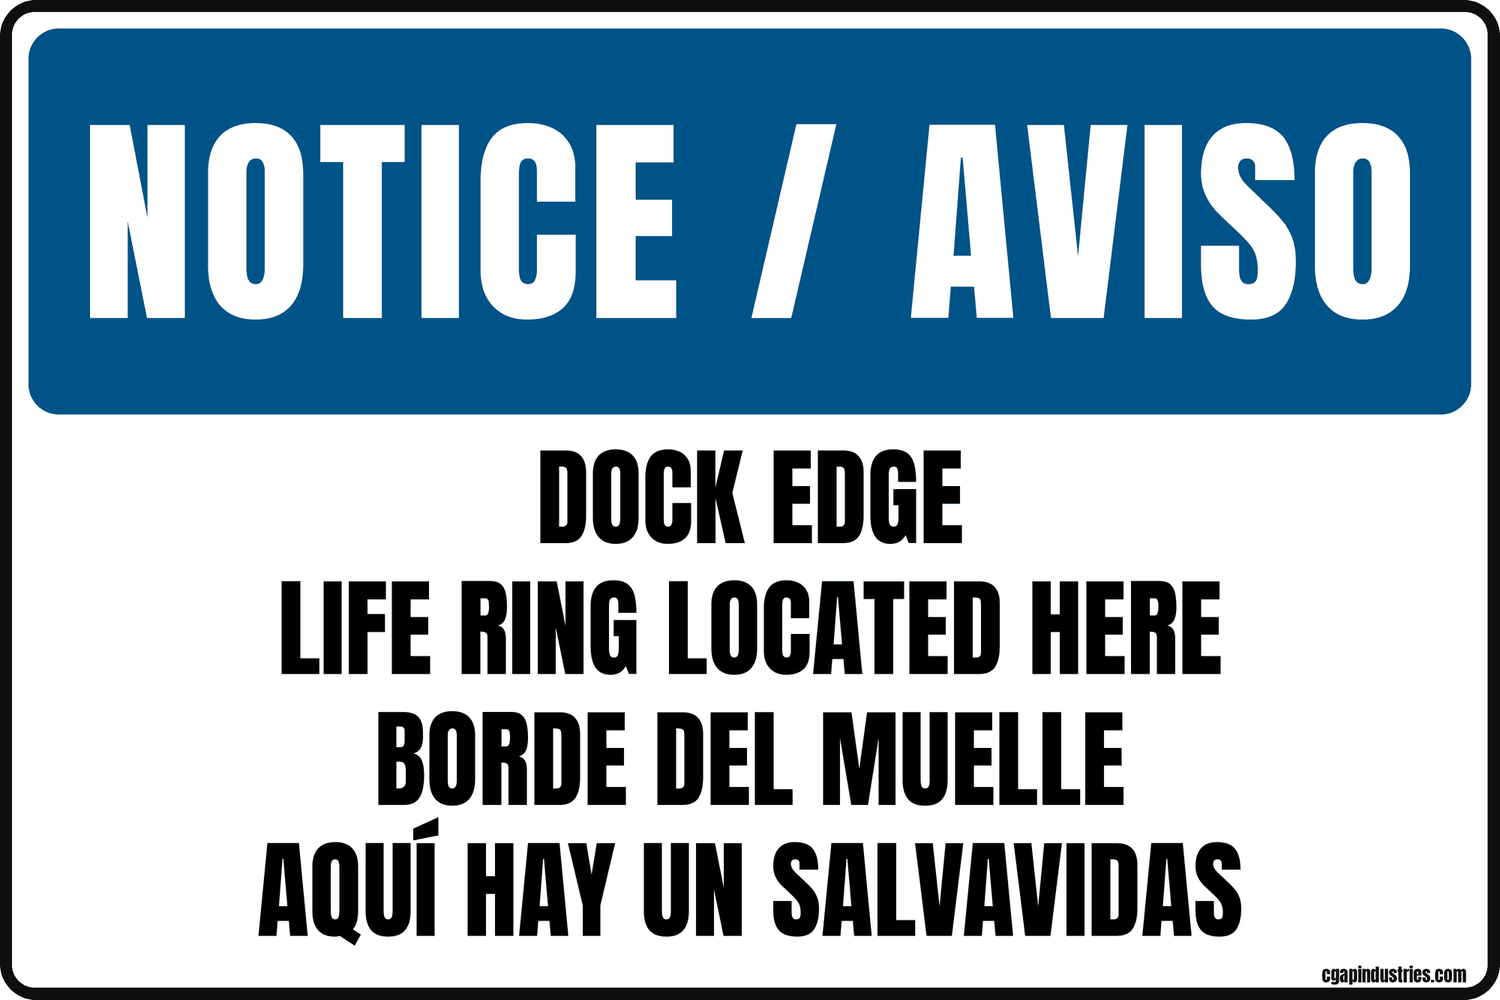 NOTICE / AVISO
DOCK EDGE
LIFE RING LOCATED HERE
BORDE DEL MUELLE
AQUÍ HAY UN SALVAVIDAS
cgapindustries.com